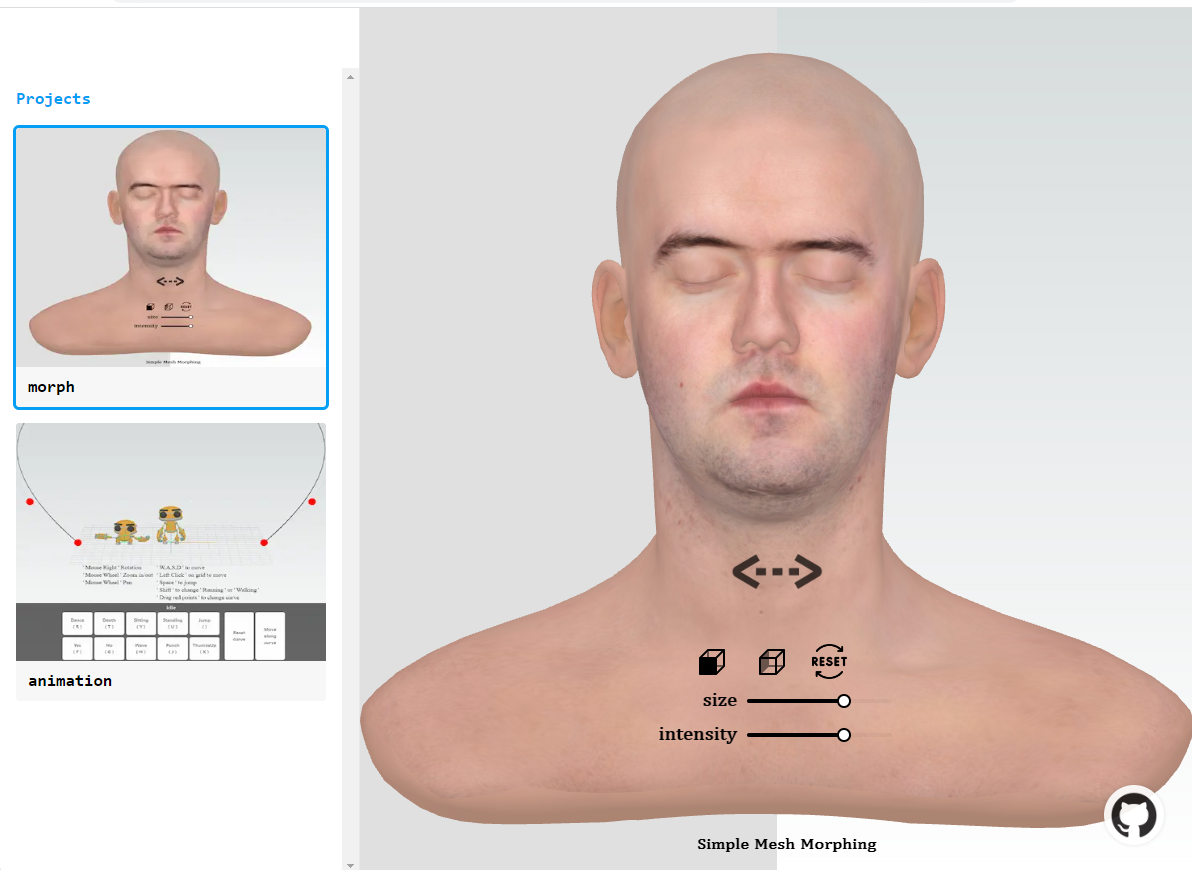 Projects
RESET
size
intensity
Simple Mesh Morphing
morph
' Mouse Right ' Rotation
' Mouse Wheel ' Zoom in/out
' Mouse Wheel ' Pan
' W.A.S.D ' to move
' Left Click ' on grid to move
' Space ' to jump
' Shift ' to change ' Running ' or ' Walking '
' Drag red points ' to change curve
Idle
Dance
Death
Sitting
Standing
Jump
( R )
( T )
( Y )
( U )
Reset
curve
Move
along
curve
Yes
No
Wave
Punch
ThumbsUp
animation
RESET
size
intensity
Simple Mesh Morphing